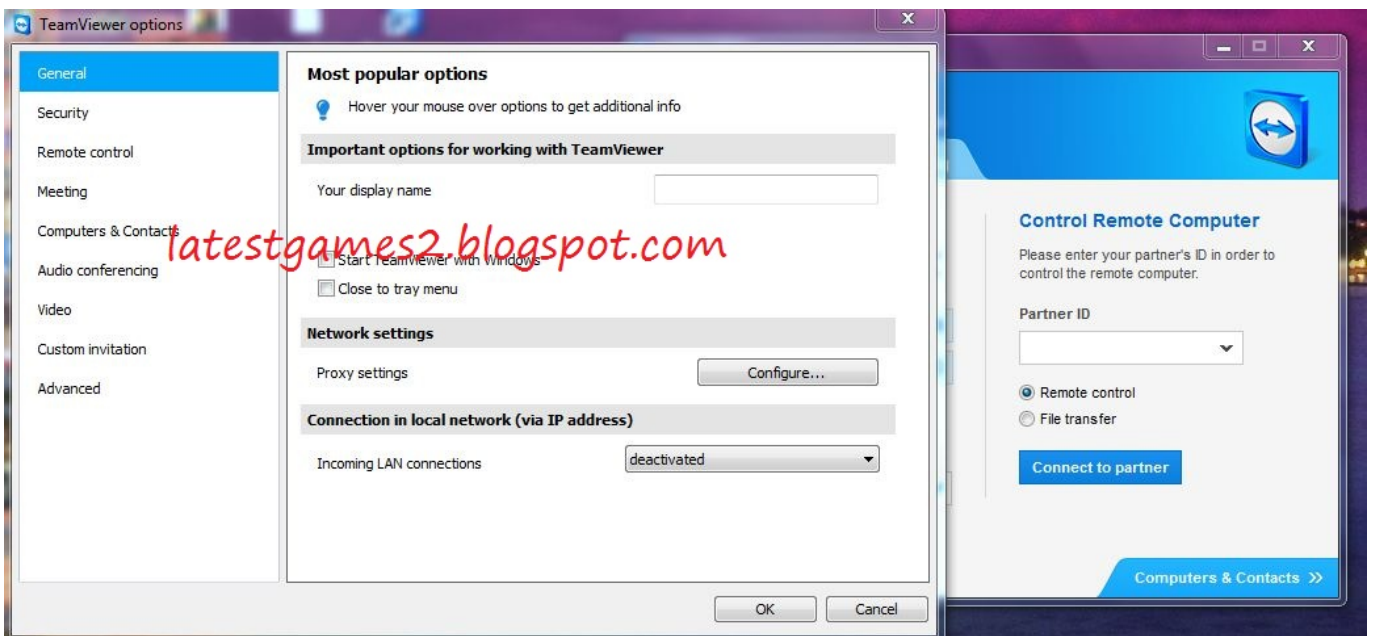 TeamViewer options
General
Security
Remote control
Meeting
Computers & Contacts
Audio conferencing
Video
Custom invitation
Advanced
Most popular options
Hover your mouse over options to get additional info
Important options for working with TeamViewer
Your display name
latestgames2.blogspot.com
Start TeamViewer with Windows
Close to tray menu
Network settings
Proxy settings
Configure...
Connection in local network (via IP address)
Incoming LAN connections
deactivated
OK
Cancel
Control Remote Computer
Please enter your partner's ID in order to
control the remote computer.
Partner ID
Remote control
File transfer
Connect to partner
Computers & Contacts >>